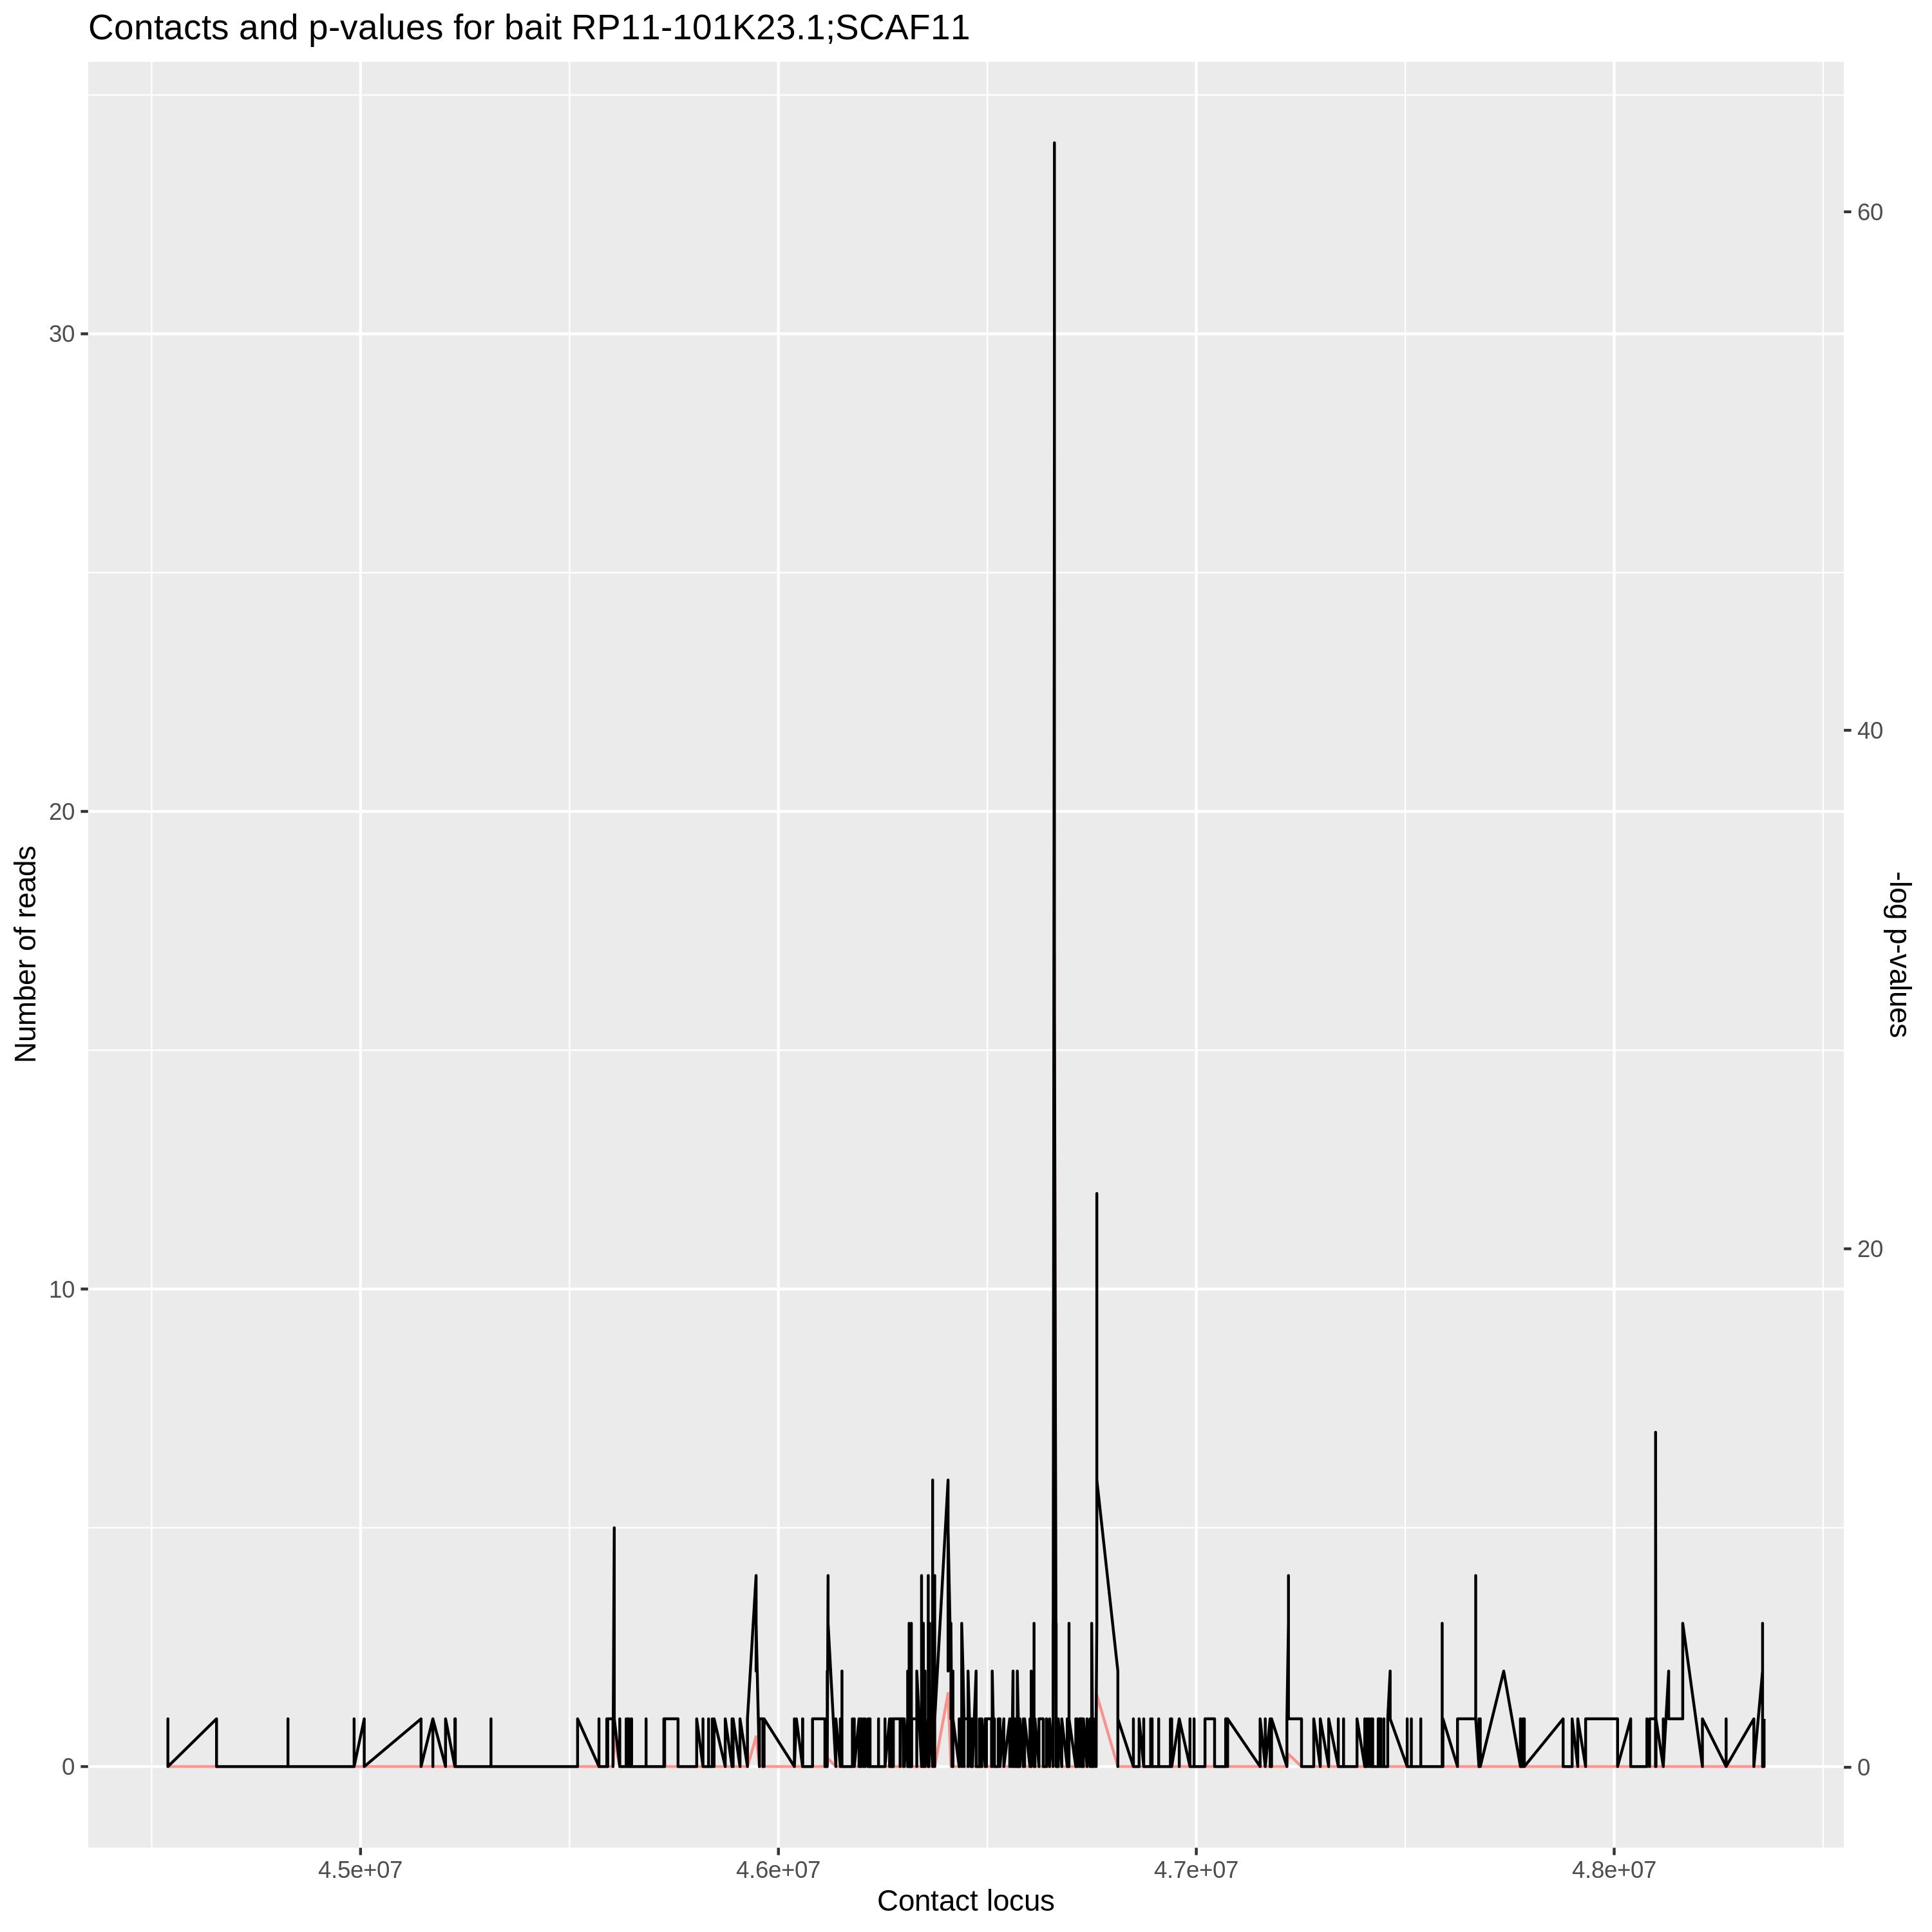 Contacts and p-values for bait RP11-101K23.1;SCAF11
Number of reads
30
20
10
0
60
40
20
0
-log p-values
4.5e+07 4.6e+07 4.7e+07 4.8e+07
Contact locus